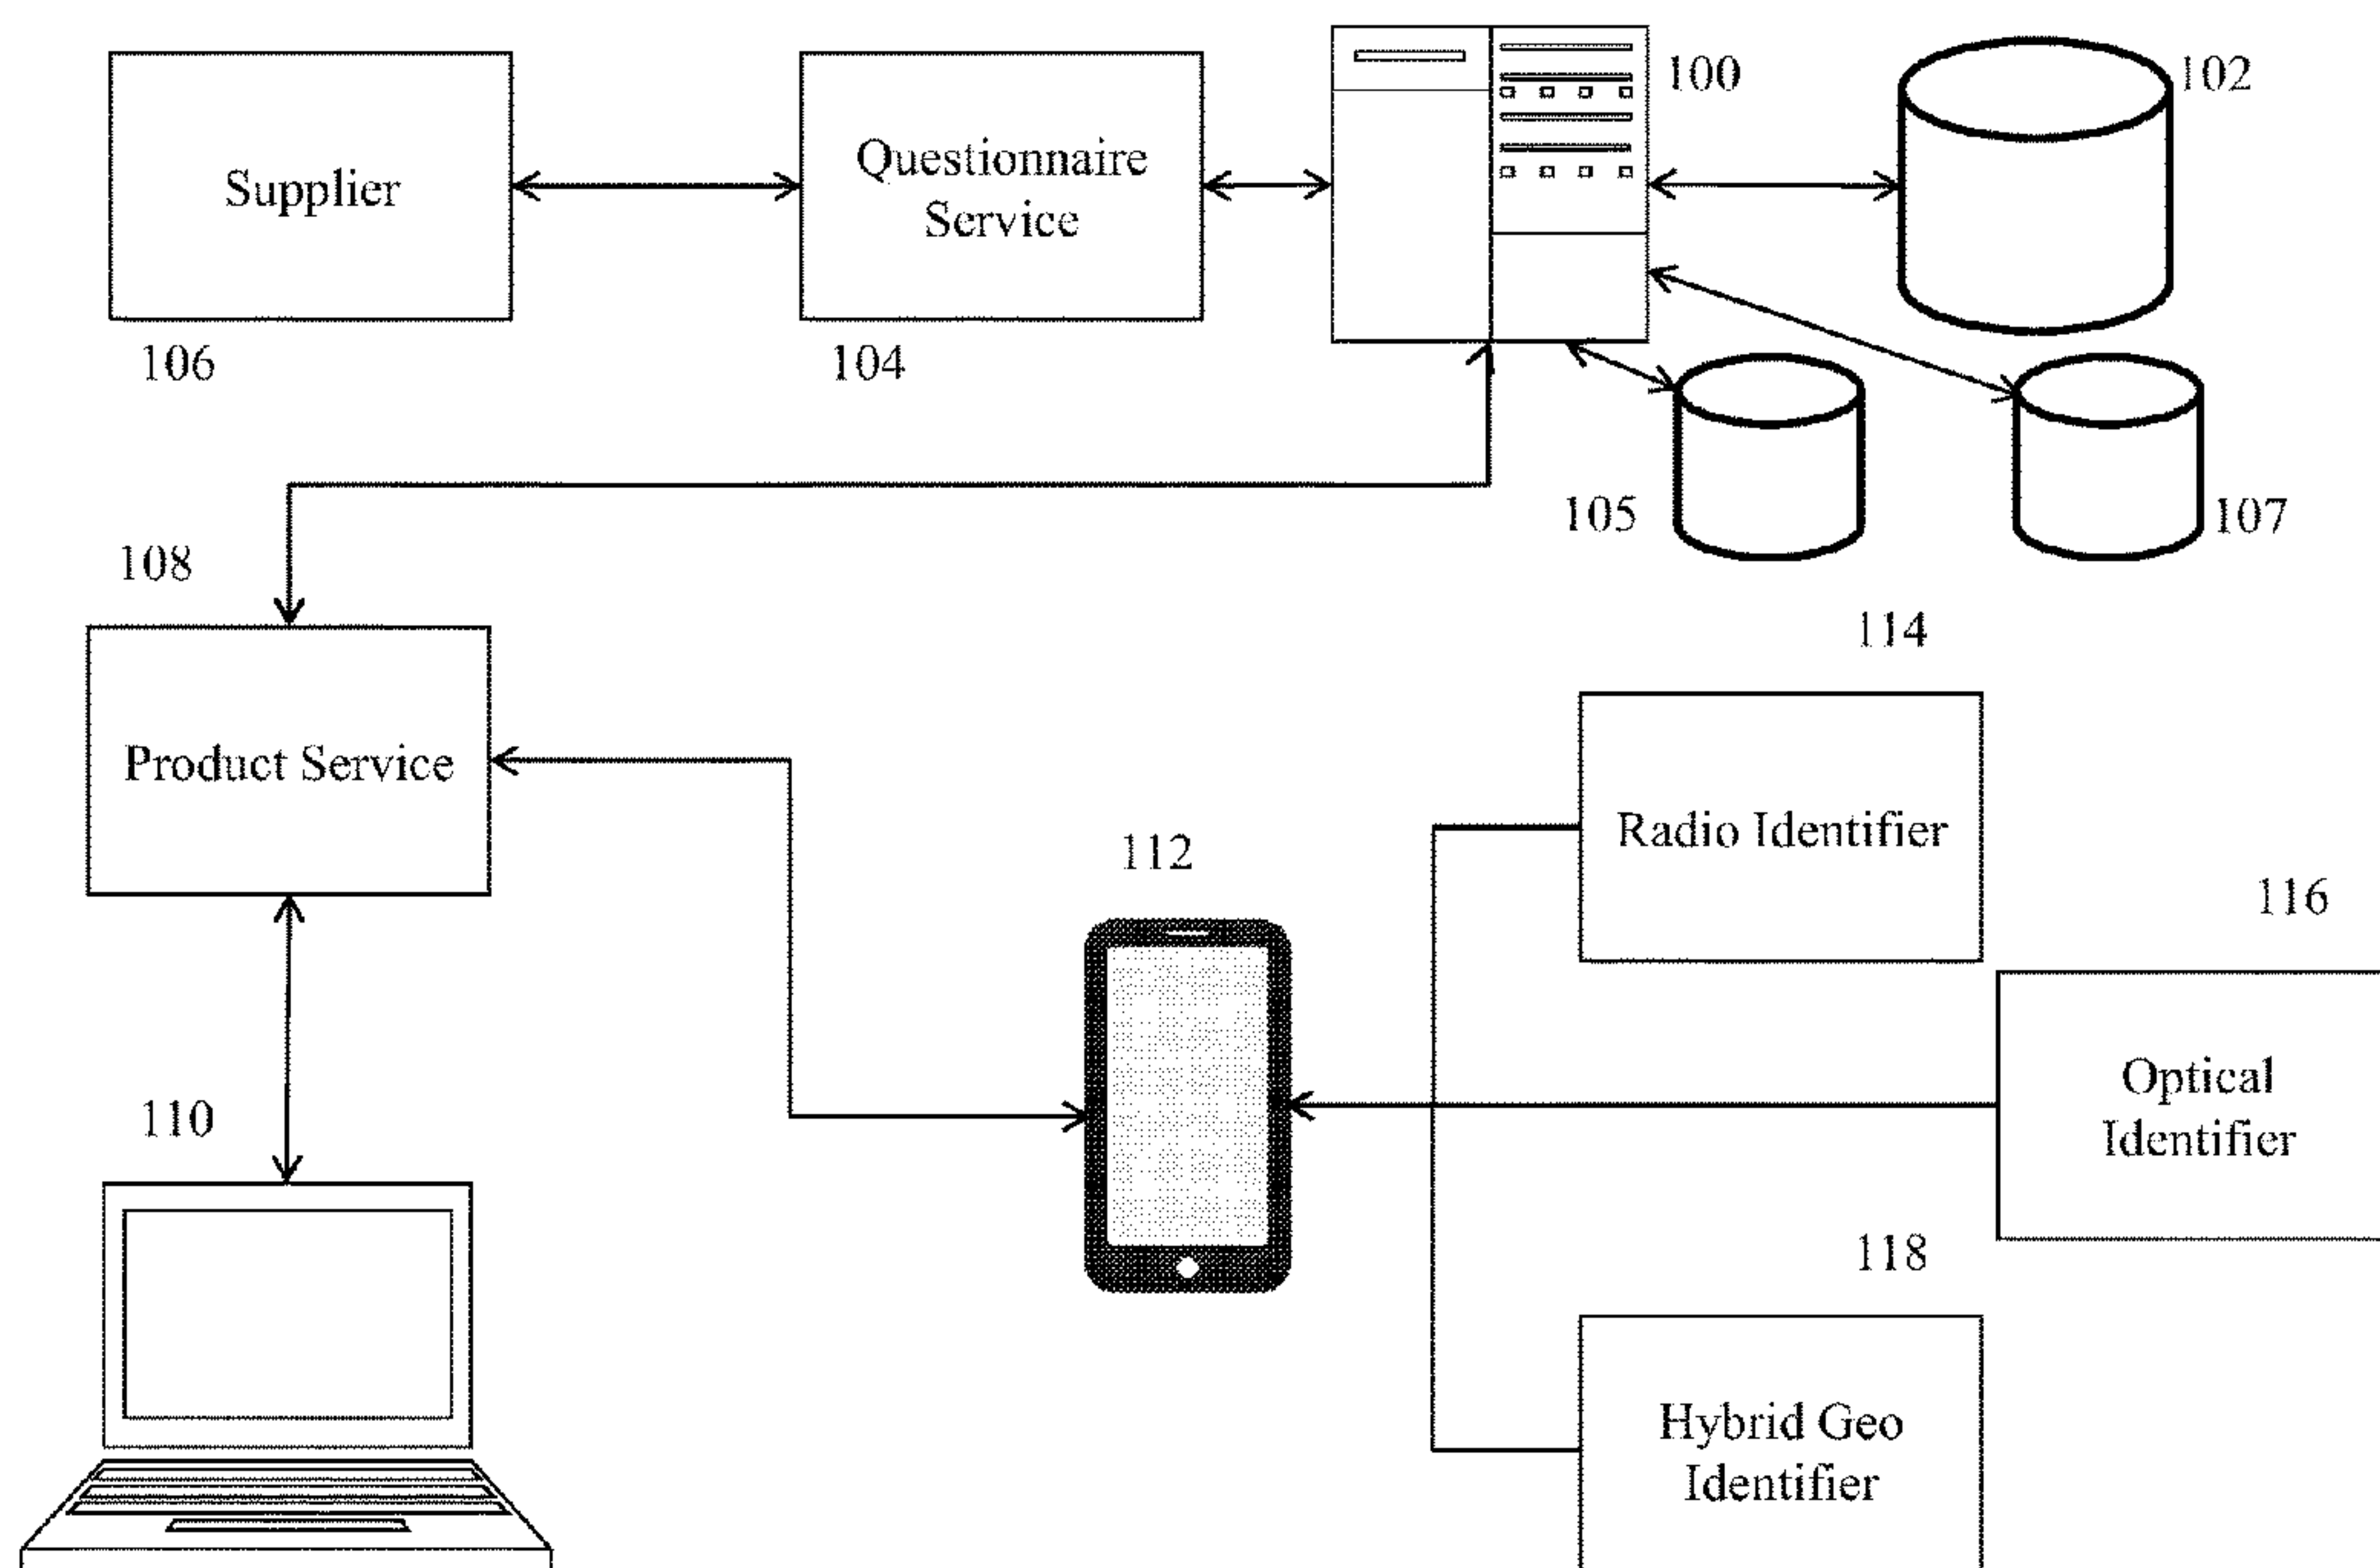 100
102
Supplier
Questionnaire
Service
106
104
105
107
108
114
Product Service
Radio Identifier
112
116
110
Optical
Identifier
118
Hybrid Geo
Identifier